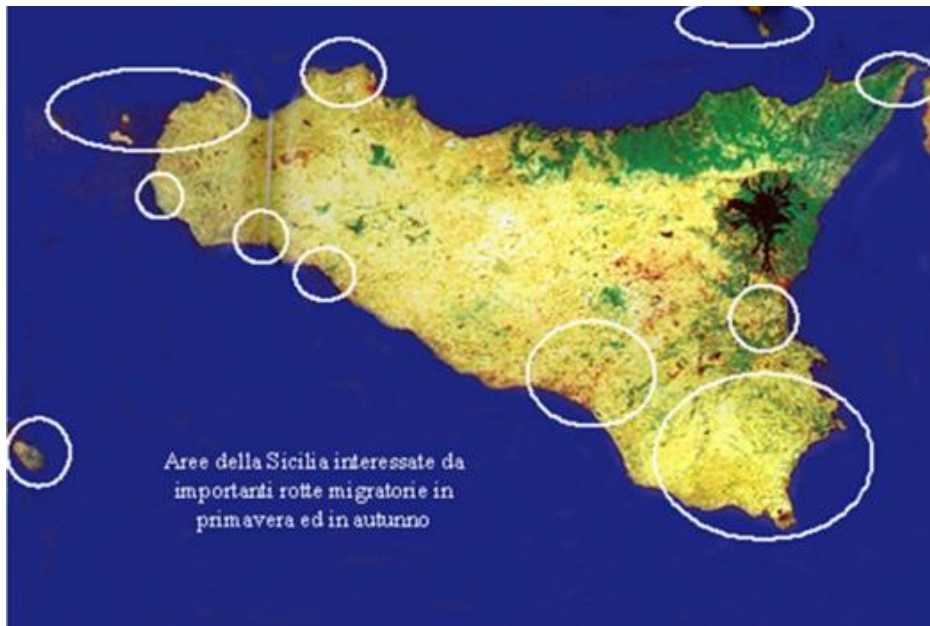 Aree della Sicilia interessate da
importanti rotte migratorie in
primavera ed in autunno